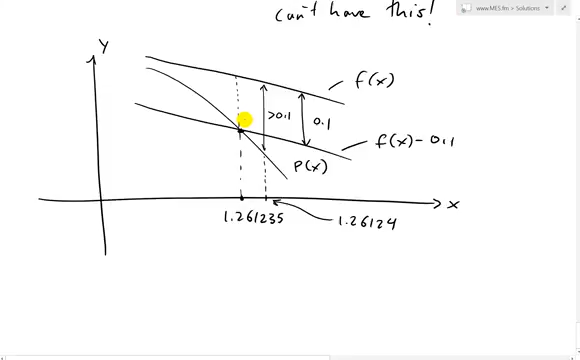 can't have this!
www.MES.fm > Solutions
Y
f(x)
>0.1
0.1
f(x)-0.1
P(x)
x
1.261235
1.26124